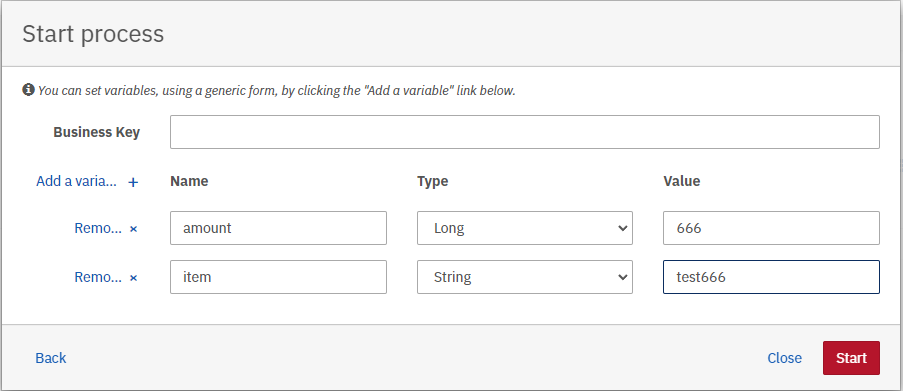 Start process
You can set variables, using a generic form, by clicking the "Add a variable" link below.
Business Key
Add a varia... + Name Type Value
Remo... × amount Long 666
Remo... × item String test666
Back Close Start